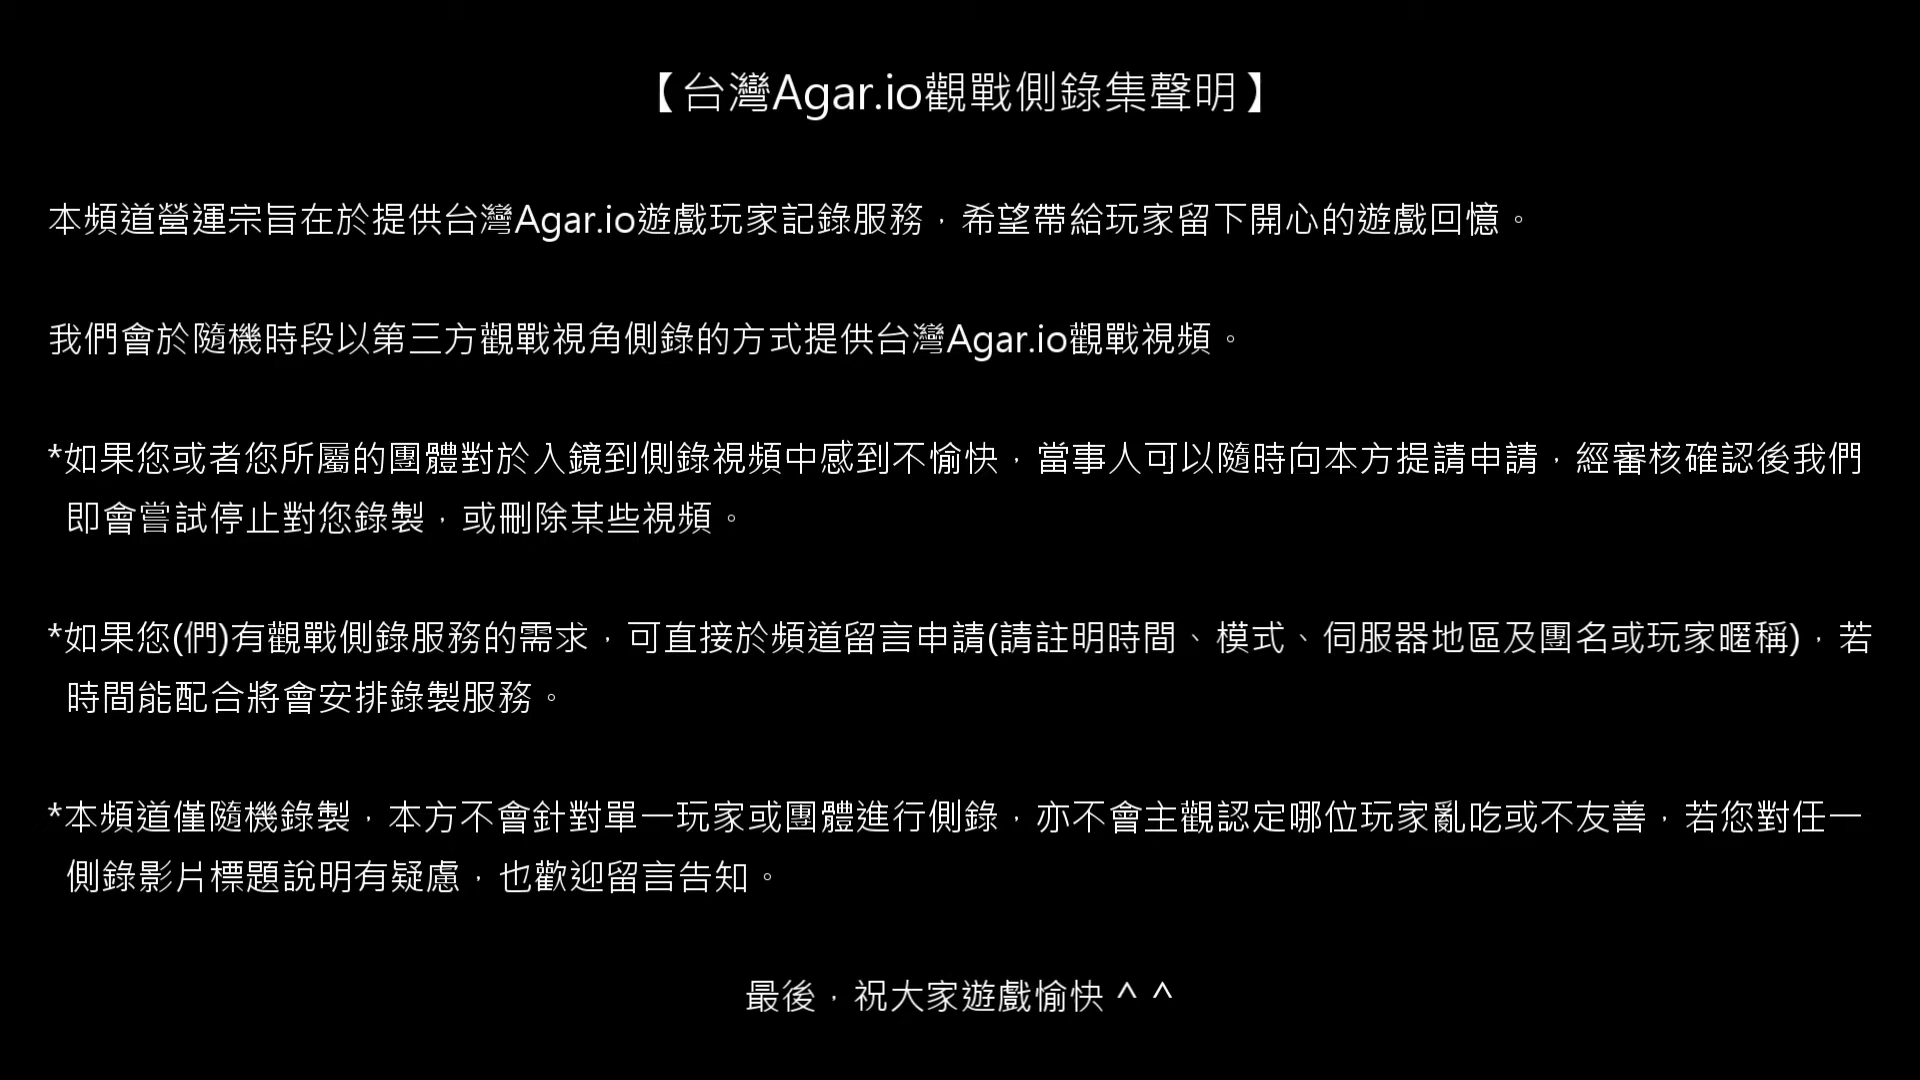 【台灣Agar.io觀戰側錄集聲明】
本頻道營運宗旨在於提供台灣Agar.io遊戲玩家記錄服務，希望帶給玩家留下開心的遊戲回憶。
我們會於隨機時段以第三方觀戰視角側錄的方式提供台灣Agar.io觀戰視頻。
*如果您或者您所屬的團體對於入鏡到側錄視頻中感到不愉快，當事人可以隨時向本方提請申請，經審核確認後我們
即會嘗試停止對您錄製，或刪除某些視頻。
*如果您(們)有觀戰側錄服務的需求，可直接於頻道留言申請(請註明時間、模式、伺服器地區及團名或玩家暱稱)，若
時間能配合將會安排錄製服務。
*本頻道僅隨機錄製，本方不會針對單一玩家或團體進行側錄，亦不會主觀認定哪位玩家亂吃或不友善，若您對任一
側錄影片標題說明有疑慮，也歡迎留言告知。
最後，祝大家遊戲愉快 ^ ^